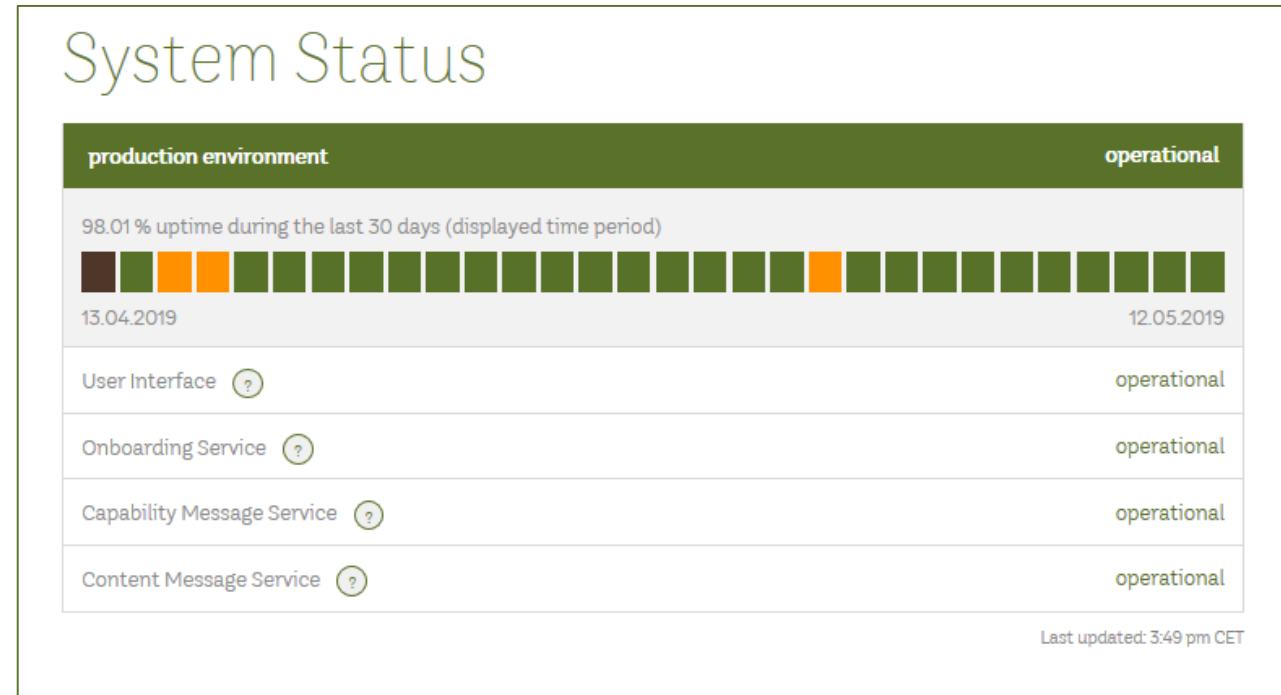 System Status
production environment operational
98.01 % uptime during the last 30 days (displayed time period)
13.04.2019 12.05.2019
User Interface ? operational
Onboarding Service ? operational
Capability Message Service ? operational
Content Message Service ? operational
Last updated: 3:49 pm CET